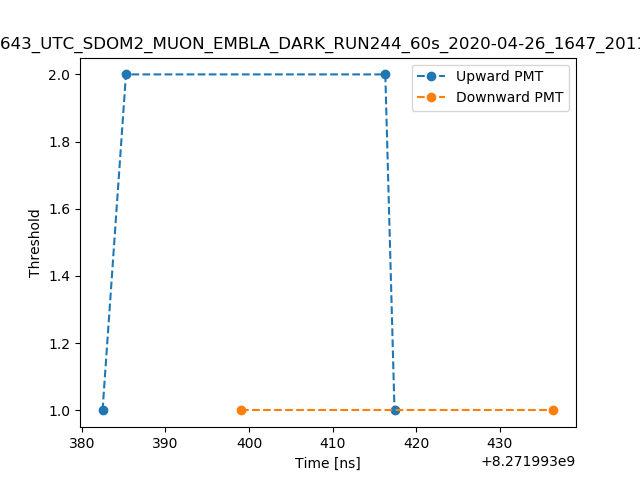 643_UTC_SDOM2_MUON_EMBLA_DARK_RUN244_60s_2020-04-26_1647_2011
Upward PMT
Downward PMT
2.0
1.8
1.6
1.4
1.2
1.0
Threshold
380 390 400 410 420 430
Time [ns]
+8.271993e9